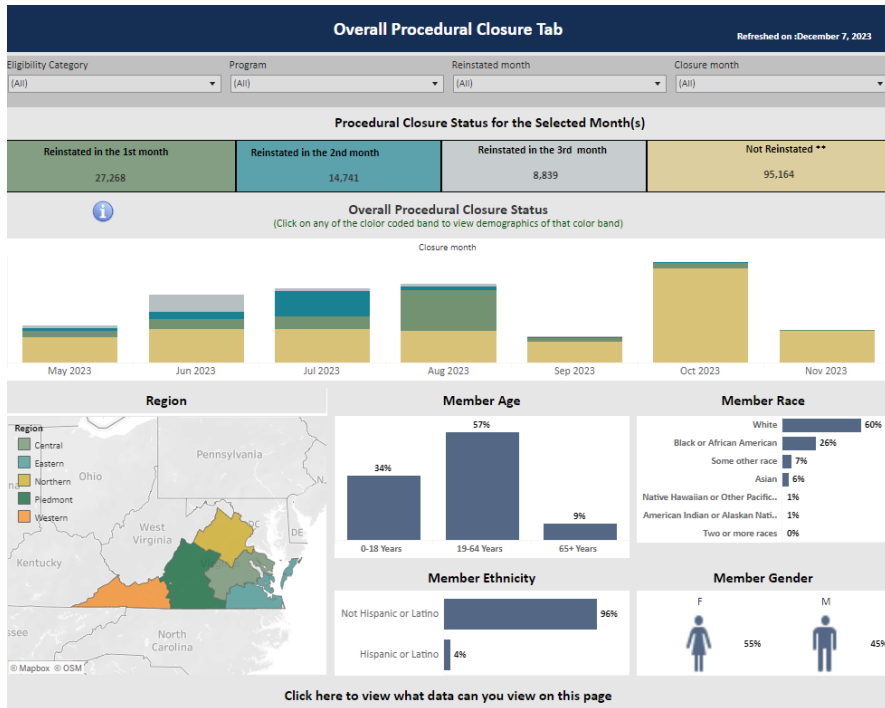 Overall Procedural Closure Tab
Refreshed on :December 7, 2023
Eligibility Category
Program
Reinstated month
Closure month
(All)
(All)
(All)
(All)
Procedural Closure Status for the Selected Month(s)
Reinstated in the 1st month
27,268
Reinstated in the 2nd month
14,741
Reinstated in the 3rd month
8,839
Not Reinstated **
95,164
Overall Procedural Closure Status
(Click on any of the clolor coded band to view demographics of that color band)
Closure month
May 2023
Jun 2023
Jul 2023
Aug 2023
Sep 2023
Oct 2023
Nov 2023
Region
Region
Central
Eastern
Northern
Piedmont
Western
Ohio
Pennsylvania
West
Virginia
DC
DE
Kentucky
North
Carolina
© Mapbox © OSM
Member Age
34%
57%
9%
0-18 Years
19-64 Years
65+ Years
Member Race
White 60%
Black or African American 26%
Some other race 7%
Asian 6%
Native Hawaiian or Other Pacific.. 1%
American Indian or Alaskan Nati.. 1%
Two or more races 0%
Member Ethnicity
Not Hispanic or Latino 96%
Hispanic or Latino 4%
Member Gender
F
M
55%
45%
Click here to view what data can you view on this page